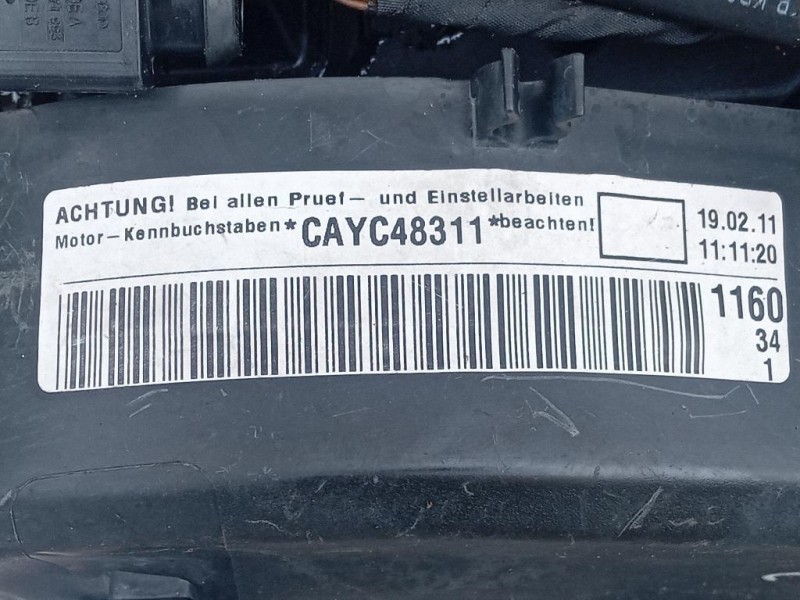 ACHTUNG! Bei allen Pruef- und Einstellarbeiten
Motor-Kennbuchstaben *CAYC48311* beachten!
19.02.11
11:11:20
1160
34
1